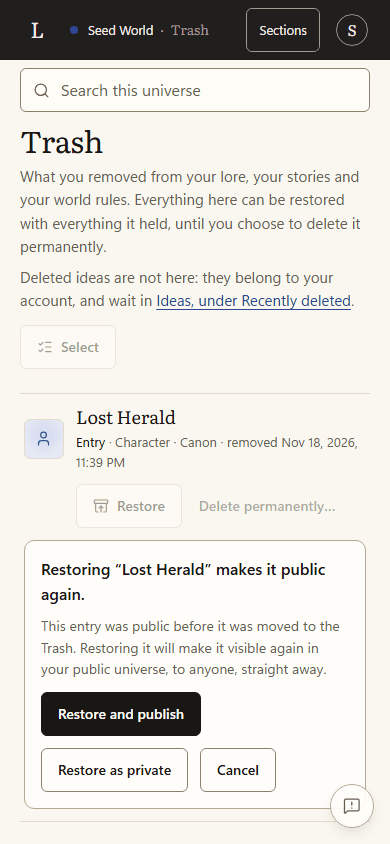 L
Seed World · Trash
Sections
S
Search this universe
Trash
What you removed from your lore, your stories and
your world rules. Everything here can be restored
with everything it held, until you choose to delete it
permanently.
Deleted ideas are not here: they belong to your
account, and wait in Ideas, under Recently deleted.
Select
Lost Herald
Entry · Character · Canon · removed Nov 18, 2026,
11:39 PM
Restore
Delete permanently...
Restoring “Lost Herald” makes it public
again.
This entry was public before it was moved to the
Trash. Restoring it will make it visible again in
your public universe, to anyone, straight away.
Restore and publish
Restore as private
Cancel